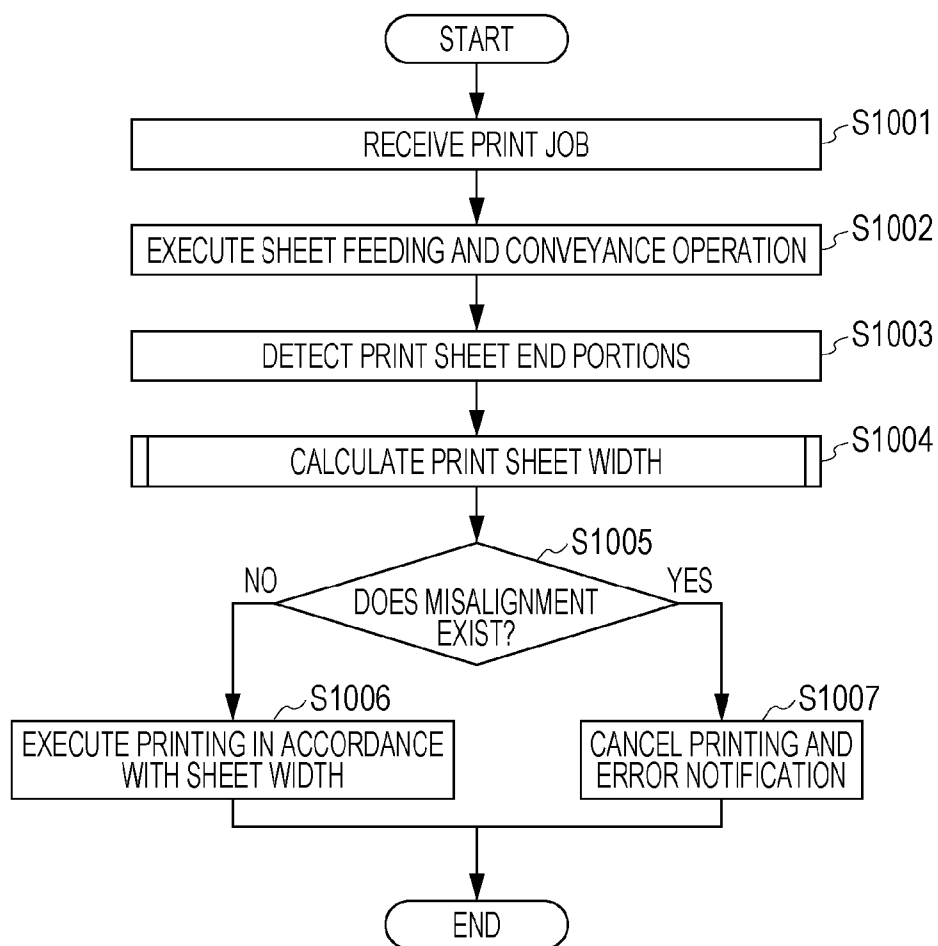 START
S1001
RECEIVE PRINT JOB
S1002
EXECUTE SHEET FEEDING AND CONVEYANCE OPERATION
S1003
DETECT PRINT SHEET END PORTIONS
S1004
CALCULATE PRINT SHEET WIDTH
S1005
NO
YES
DOES MISALIGNMENT
EXIST?
S1006
EXECUTE PRINTING IN ACCORDANCE
WITH SHEET WIDTH
S1007
CANCEL PRINTING AND
ERROR NOTIFICATION
END